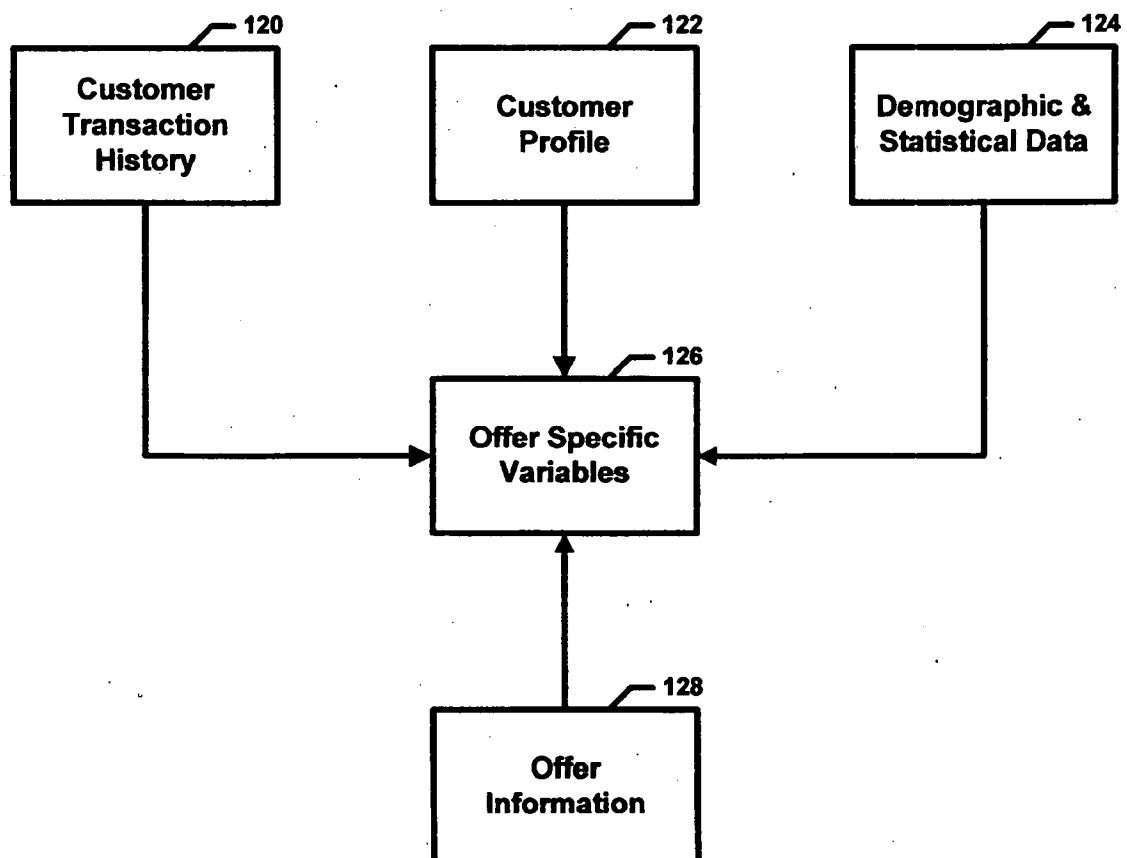 120
Customer
Transaction
History
122
Customer
Profile
124
Demographic &
Statistical Data
126
Offer Specific
Variables
128
Offer
Information